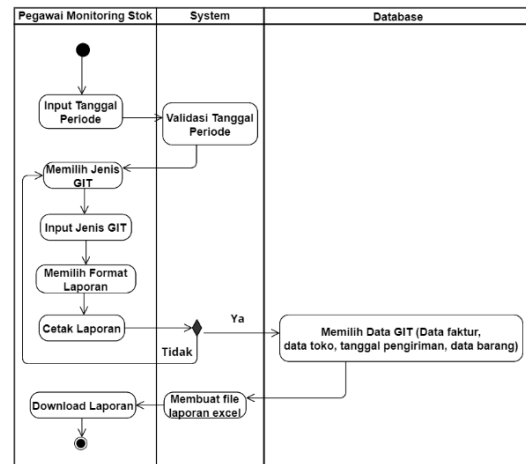 Pegawai Monitoring Stok
System
Database
Input Tanggal
Periode
Validasi Tanggal
Periode
Memilih Jenis
GIT
Input Jenis GIT
Memilih Format
Laporan
Cetak Laporan
Ya
Tidak
Memilih Data GIT (Data faktur,
data toko, tanggal pengiriman, data barang)
Membuat file
laporan excel
Download Laporan